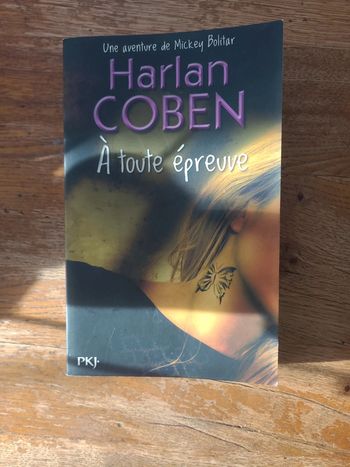 Une aventure de Mickey Bolitar
Harlan
COBEN
À toute épreuve
PKJ·